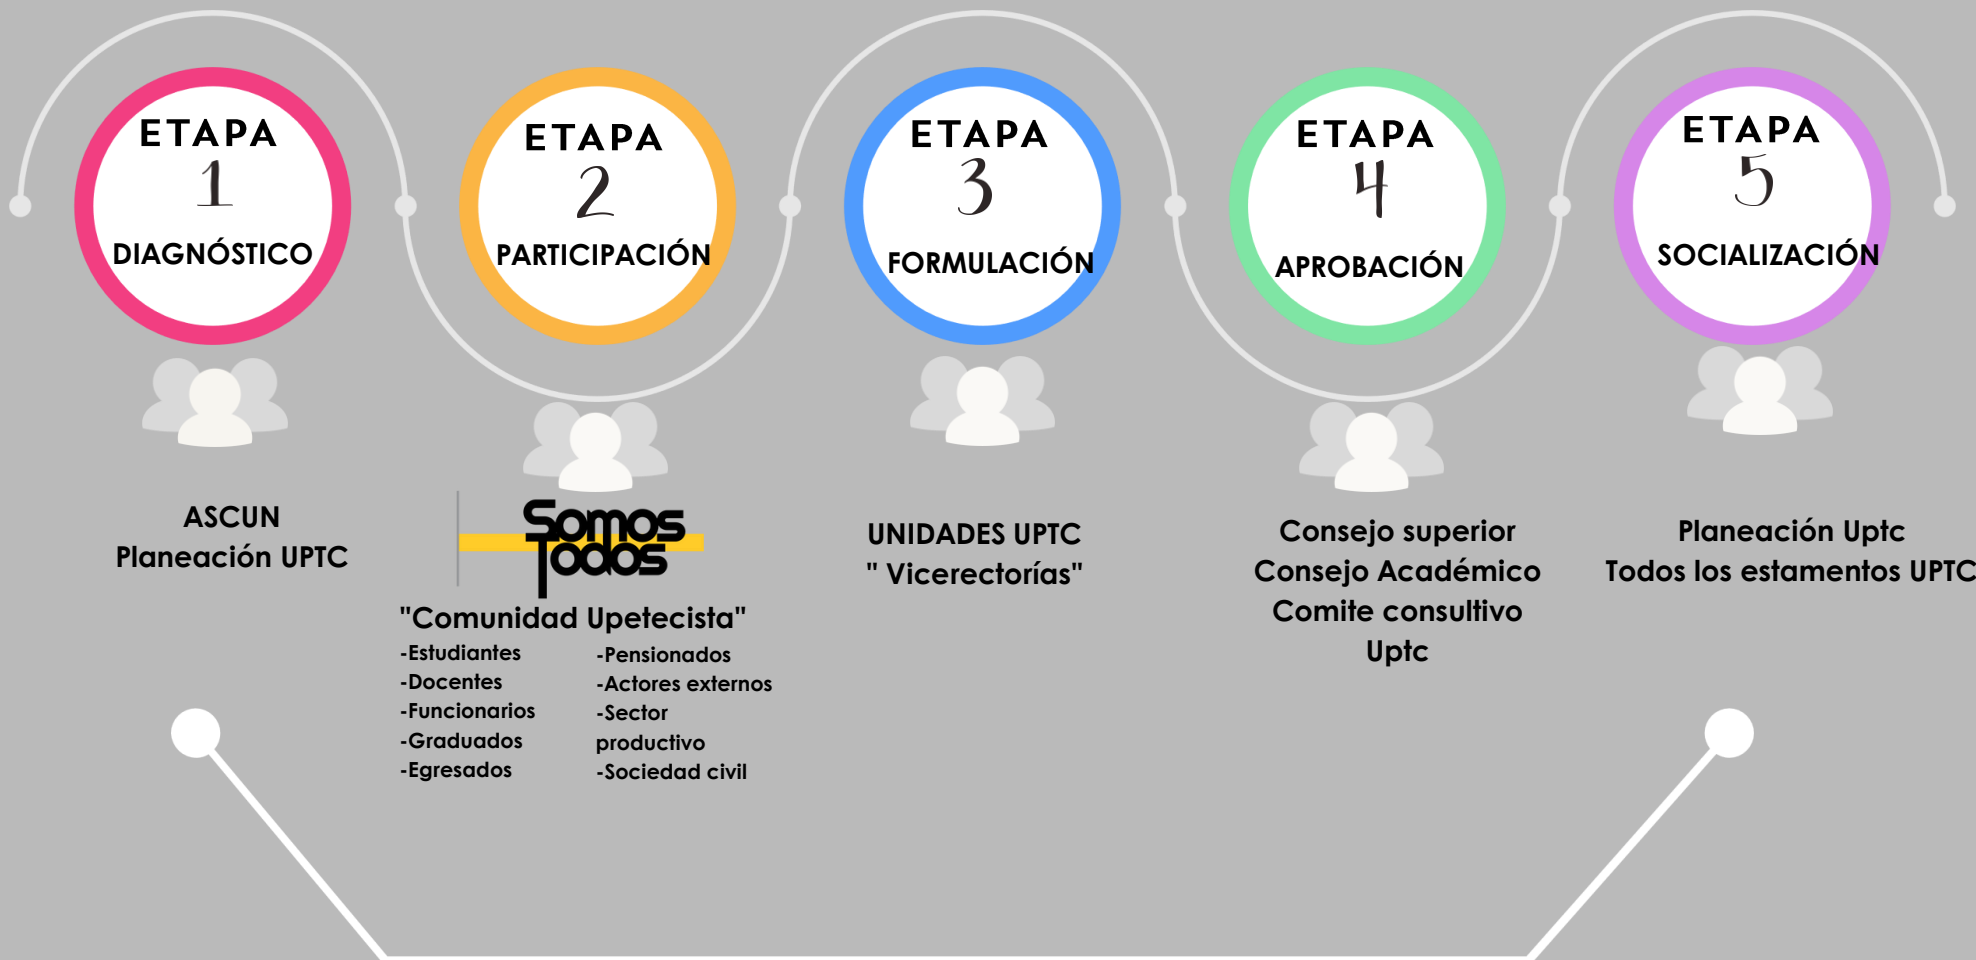 ETAPA
1
DIAGNÓSTICO
ASCUN
Planeación UPTC
ETAPA
2
PARTICIPACIÓN
Somos
Todos
"Comunidad Upetecista"
-Estudiantes
-Docentes
-Funcionarios
-Graduados
-Egresados
-Pensionados
-Actores externos
-Sector
productivo
-Sociedad civil
ETAPA
3
FORMULACIÓN
UNIDADES UPTC
" Vicerectorías"
ETAPA
4
APROBACIÓN
Consejo superior
Consejo Académico
Comite consultivo
Uptc
ETAPA
5
SOCIALIZACIÓN
Planeación Uptc
Todos los estamentos UPTC